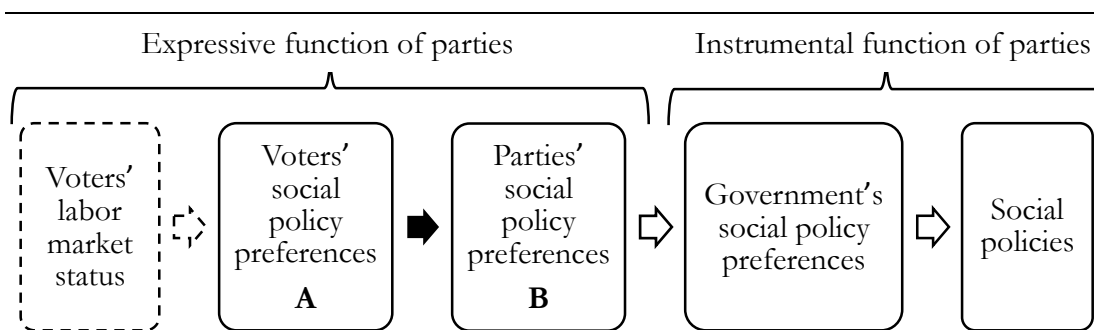 Expressive function of parties
Instrumental function of parties
Voters’
labor
market
status
Voters’
social
policy
preferences
A
Parties’
social
policy
preferences
B
Government’s
social policy
preferences
Social
policies